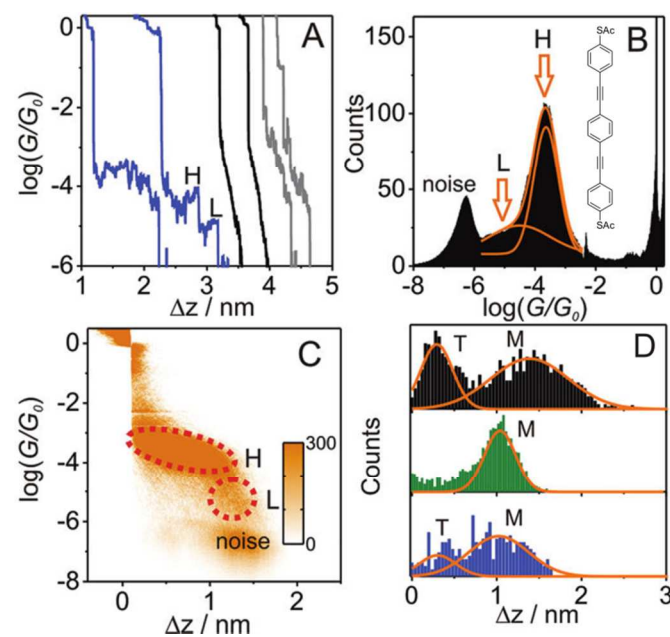 A
log(G/G₀)
0
-2
-4
-6
H
L
1 2 3 4 5
Δz / nm
B
Counts
150
100
50
0
noise
L
H
SAc
SAc
-8 -6 -4 -2 0
log(G/G₀)
C
log(G/G₀)
0
-2
-4
-6
-8
300
0
H
L
noise
0 1 2
Δz / nm
D
Counts
T M
M
T M
0 1 2 3
Δz / nm